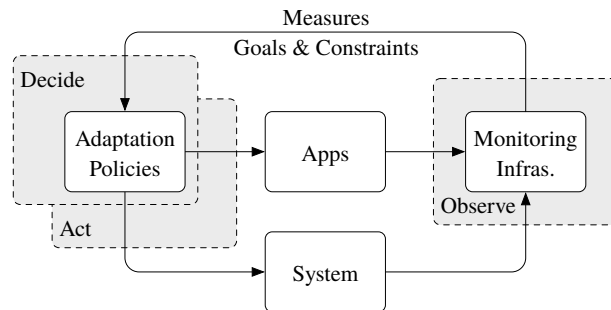 Measures
Goals & Constraints
Decide
Adaptation
Policies
Apps
Monitoring
Infras.
Observe
Act
System